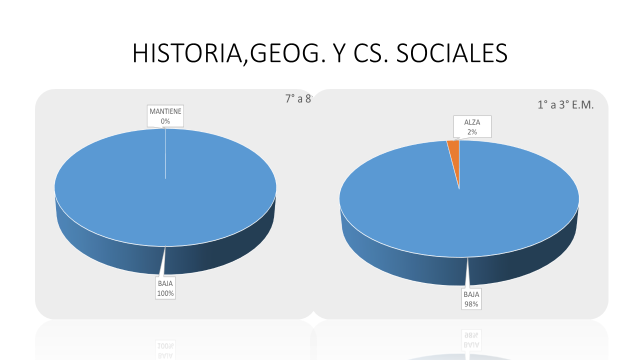 HISTORIA,GEOG. Y CS. SOCIALES
7° a 8
MANTIENE
0%
BAJA
100%
1° a 3° E.M.
ALZA
2%
BAJA
98%